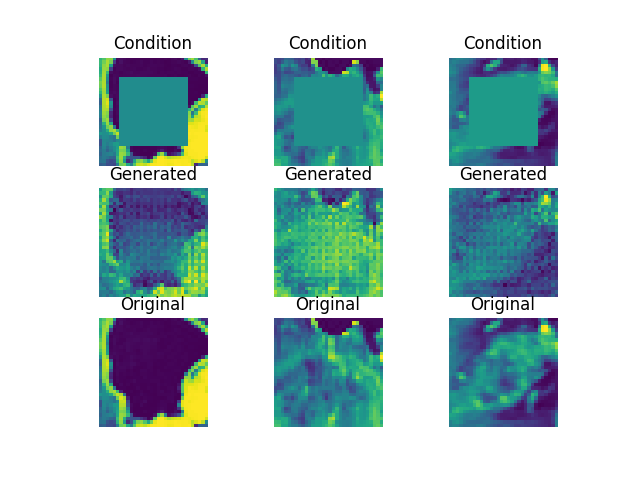 Condition Condition Condition
Generated Generated Generated
Original Original Original